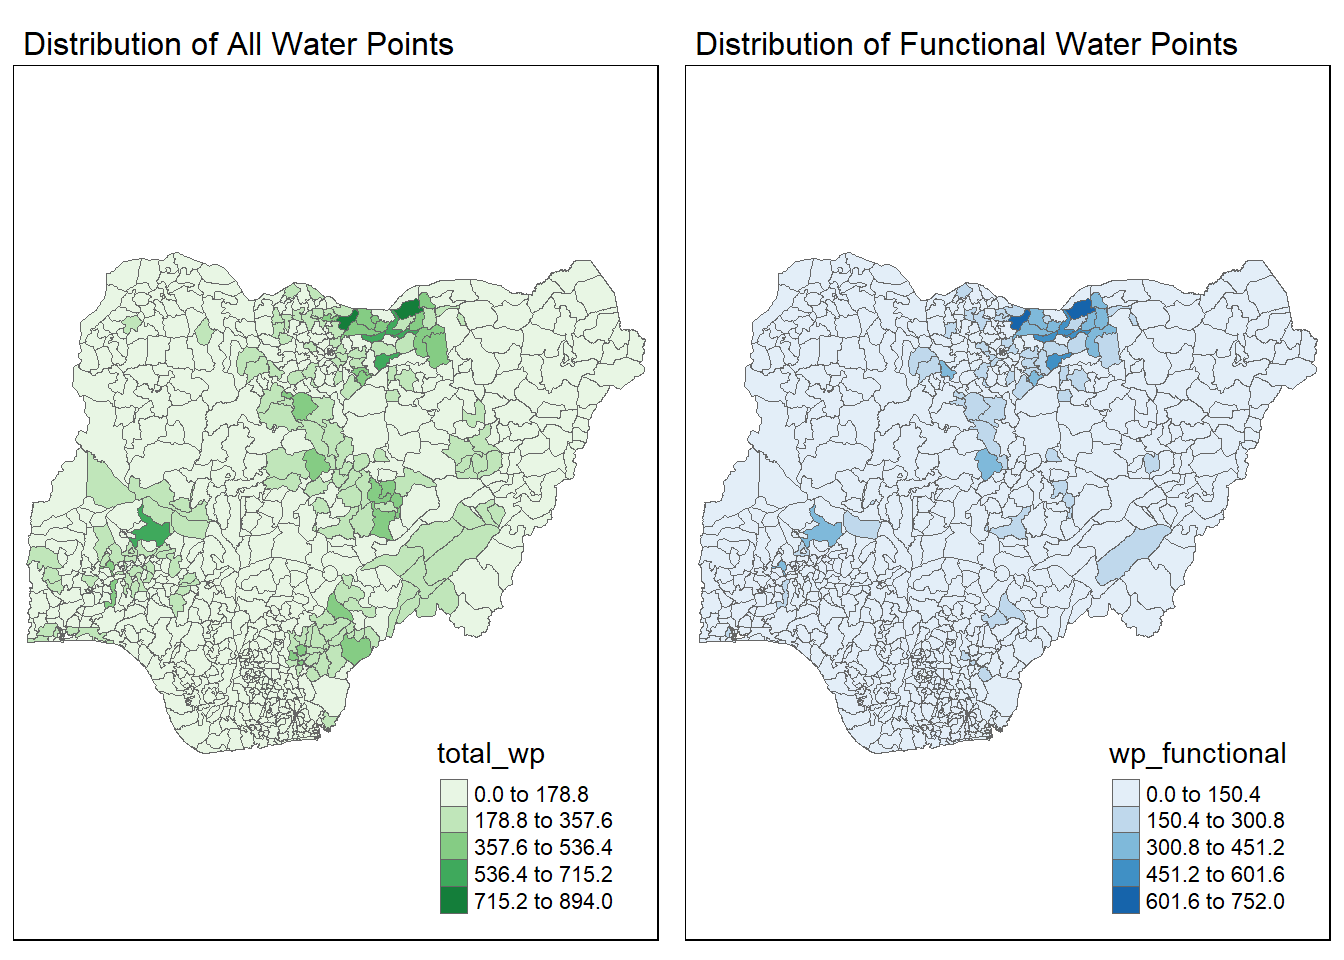 Distribution of All Water Points
Distribution of Functional Water Points
total_wp
0.0 to 178.8
178.8 to 357.6
357.6 to 536.4
536.4 to 715.2
715.2 to 894.0
wp_functional
0.0 to 150.4
150.4 to 300.8
300.8 to 451.2
451.2 to 601.6
601.6 to 752.0